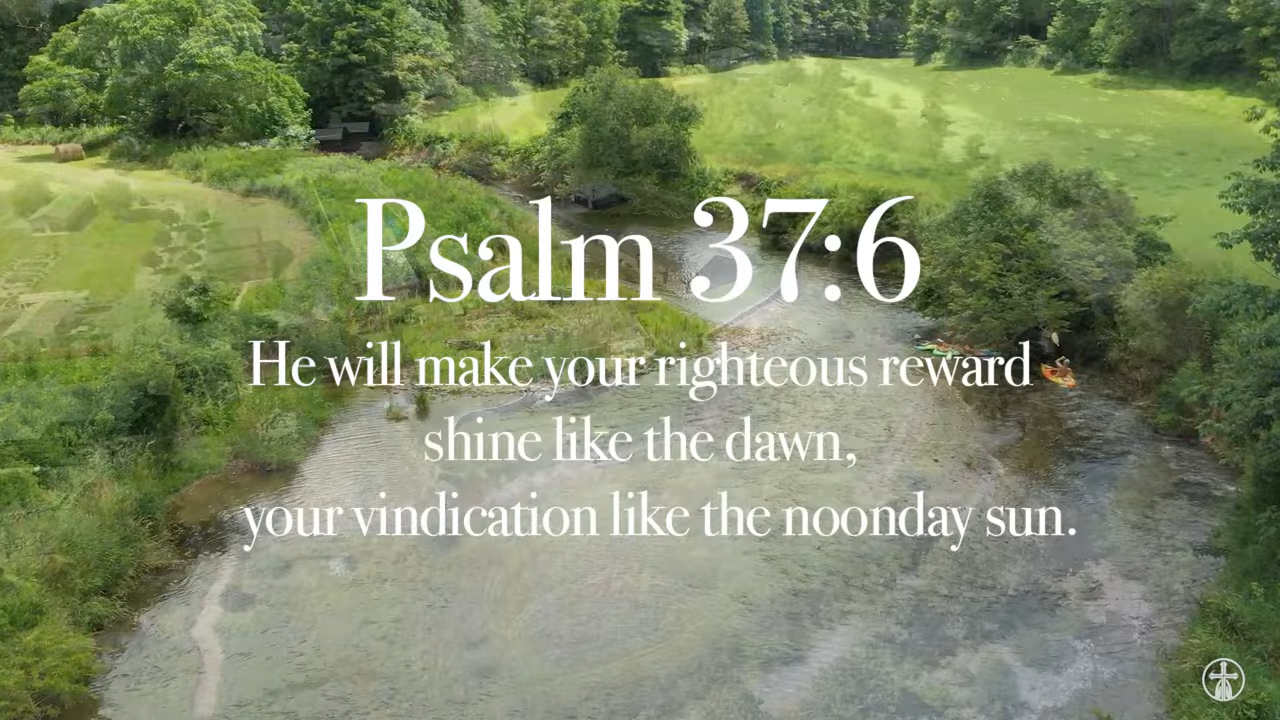 Psalm 37:6
He will make your righteous reward
shine like the dawn,
your vindication like the noonday sun.